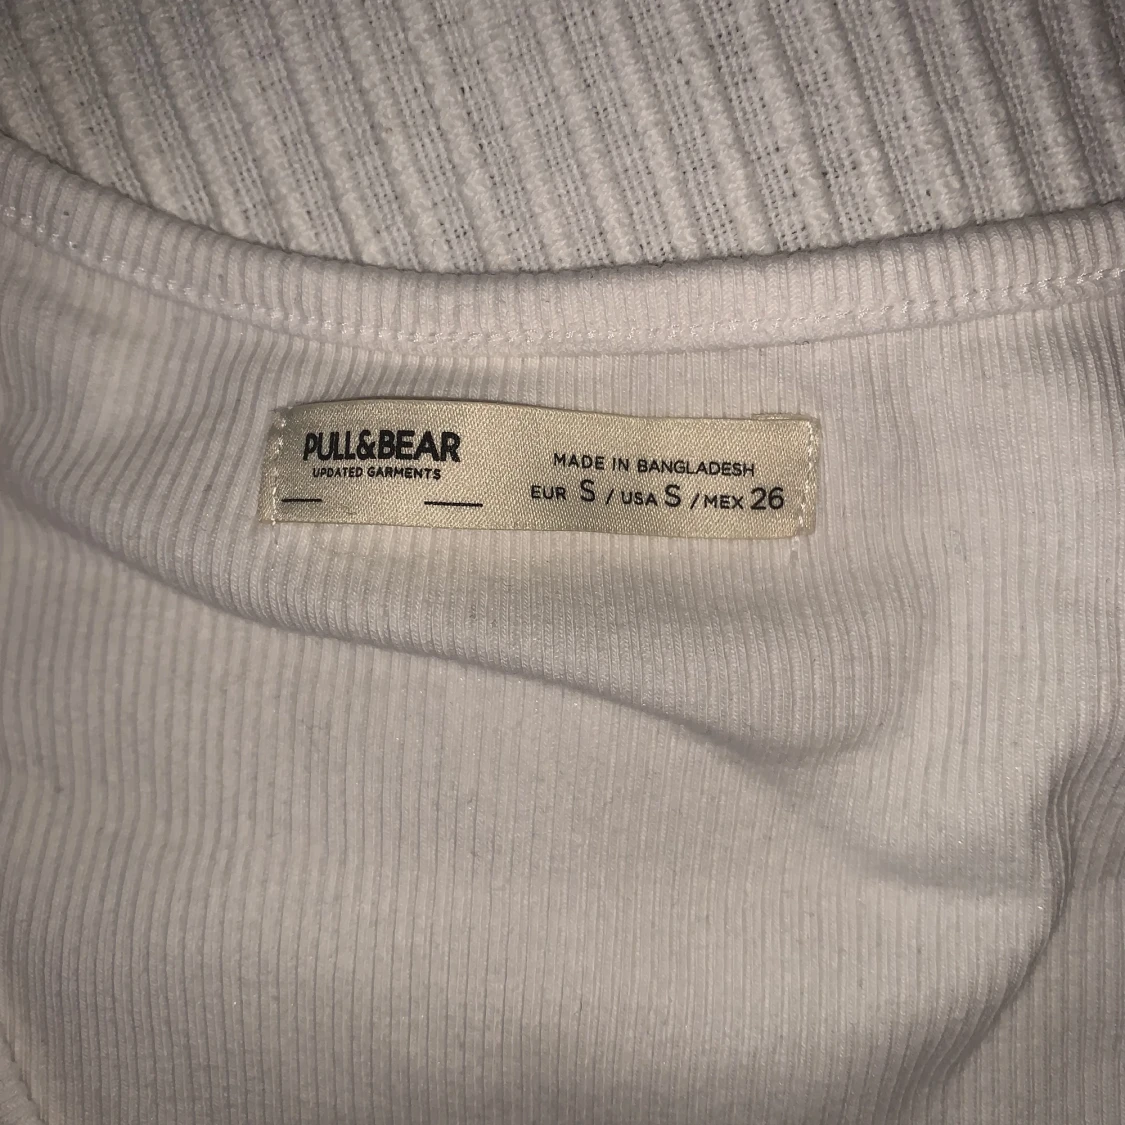 PULL&BEAR
UPDATED GARMENTS
MADE IN BANGLADESH
EUR S / USA S / MEX 26